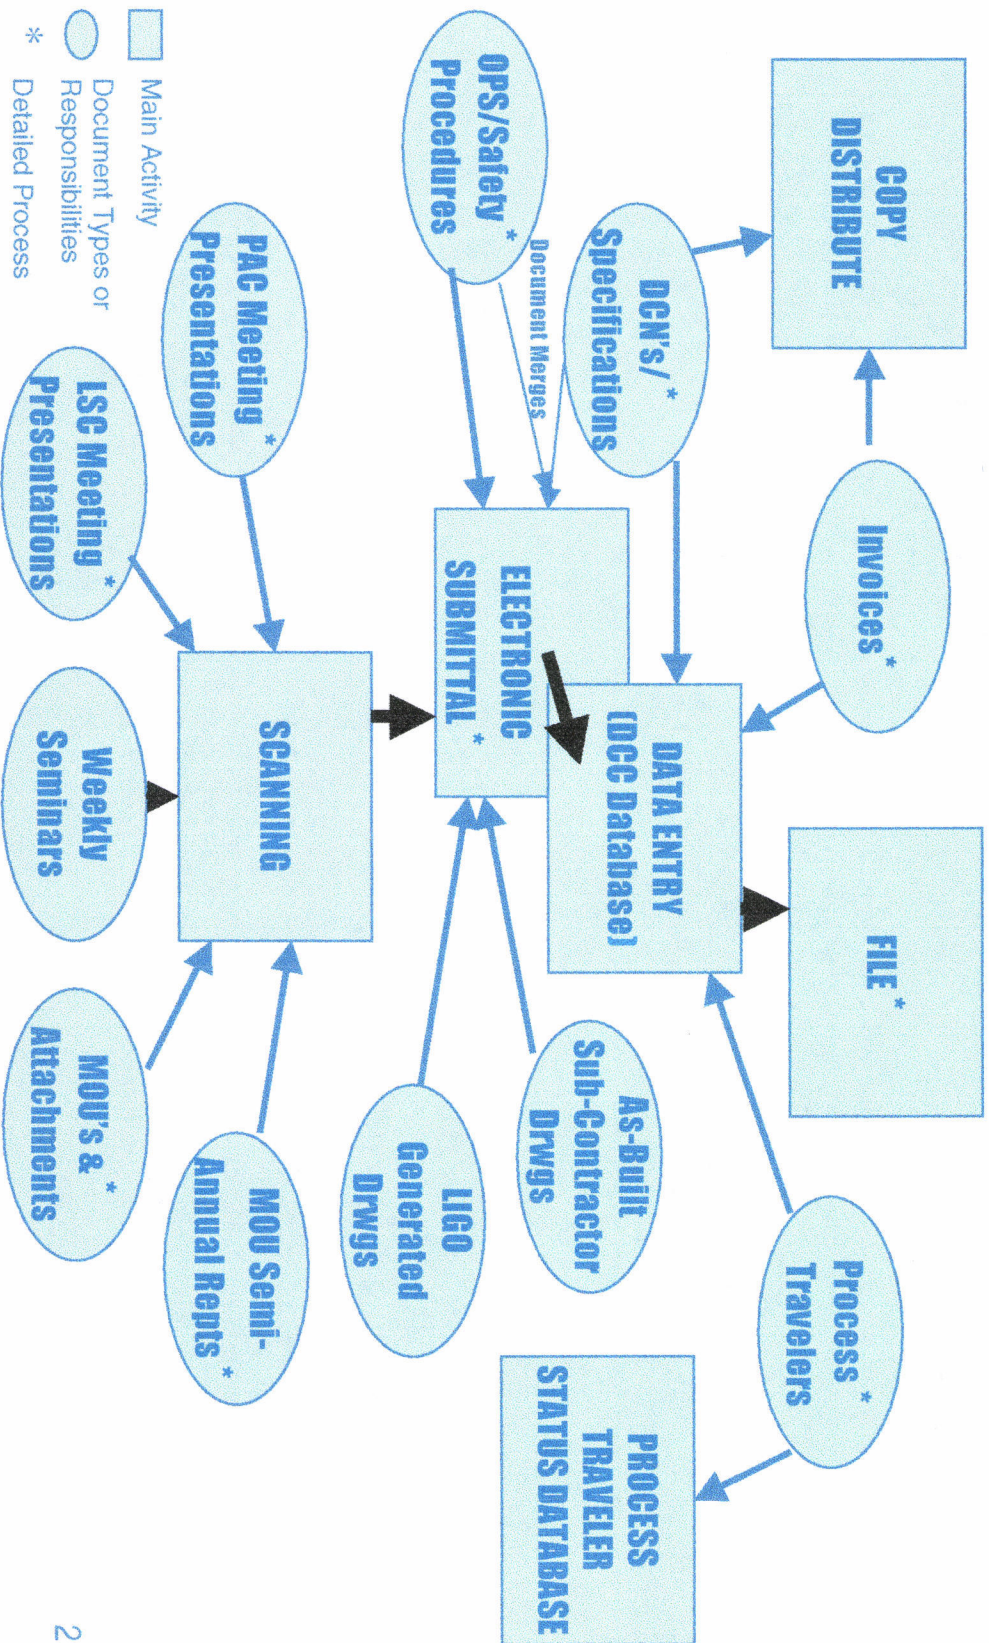 COPY
DISTRIBUTE
Invoices *
FILE *
Process *
Travelers
DCN's/ *
Specifications
DATA ENTRY
(DCC Database)
PROCESS
TRAVELER
STATUS DATABASE
Document Merges
OPS/Safety *
Procedures
ELECTRONIC
SUBMITTAL *
As-Built
Sub-Contractor
Drwgs
LIGO
Generated
Drwgs
PAC Meeting *
Presentations
SCANNING
MOU Semi-
Annual Repts *
LSC Meeting *
Presentations
Weekly
Seminars
MOU's & *
Attachments
Main Activity
Document Types or
Responsibilities
* Detailed Process
2